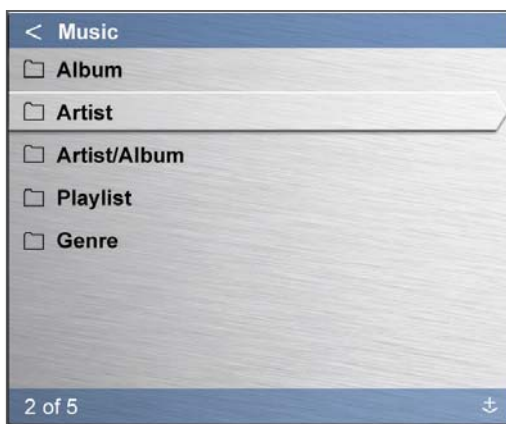 < Music
Album
Artist
Artist/Album
Playlist
Genre
2 of 5